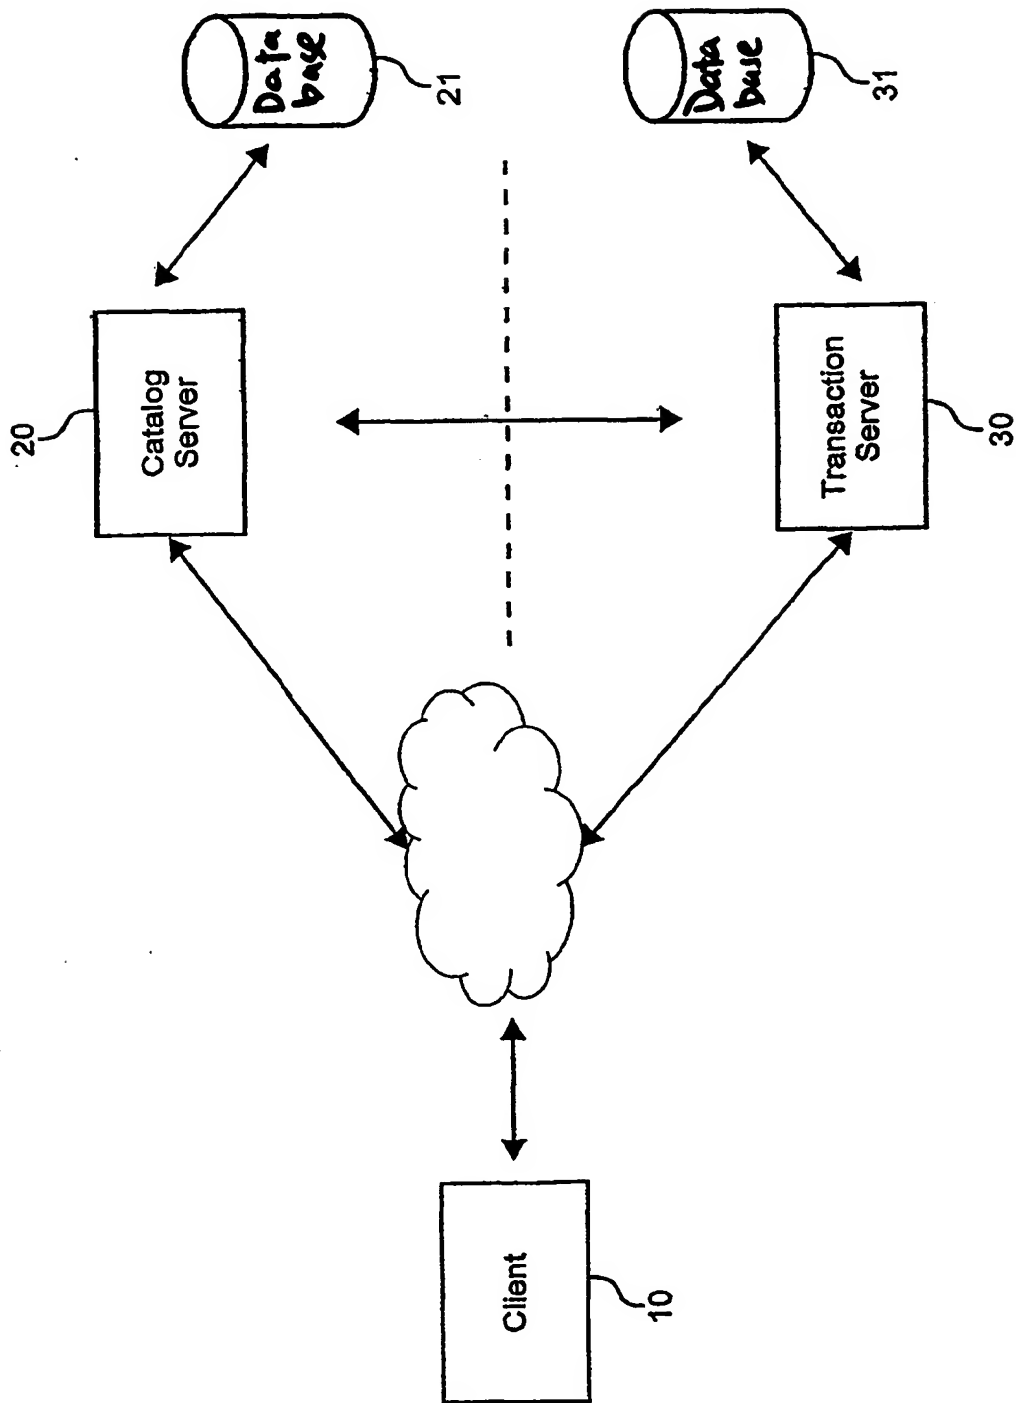 20
Catalog
Server
Data
base
21
Client
10
Transaction
Server
30
Data
base
31